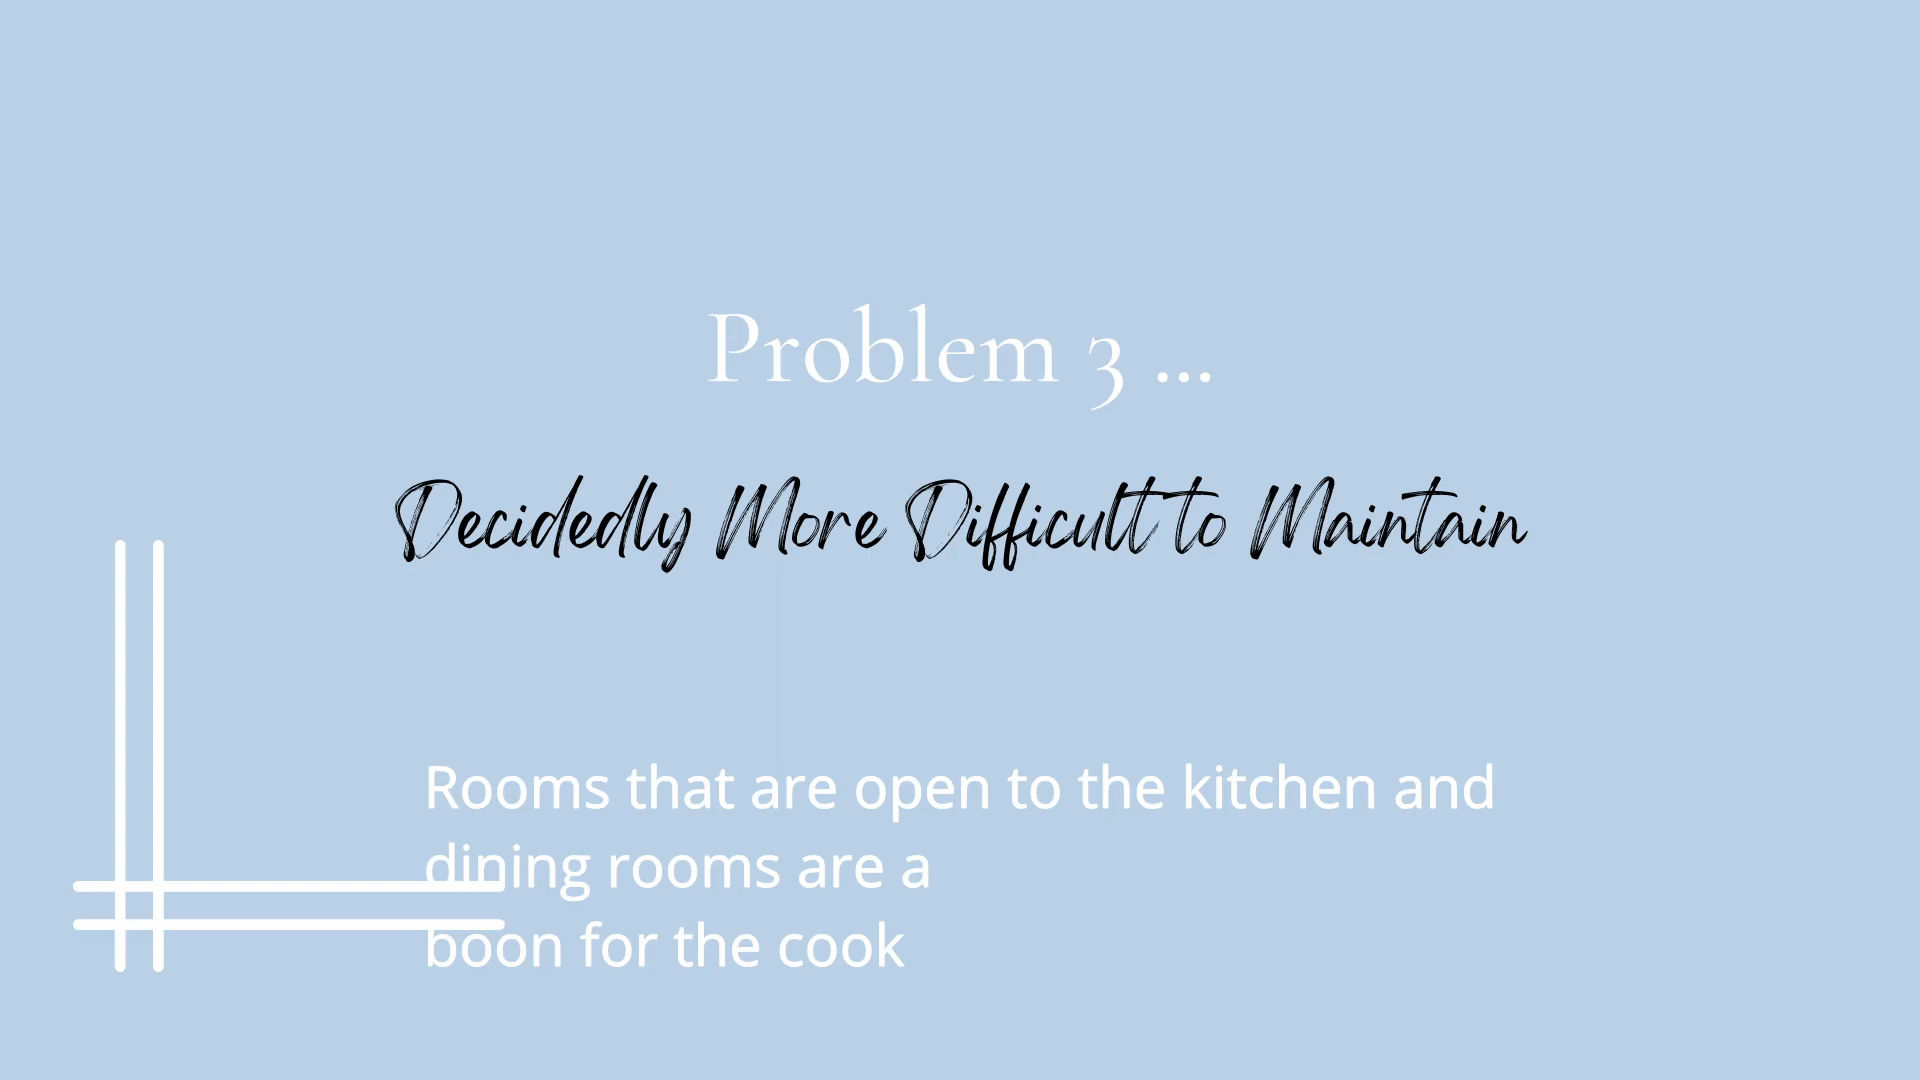 Problem 3 ...
Decidedly More Difficult to Maintain
Rooms that are open to the kitchen and
dining rooms are a
boon for the cook